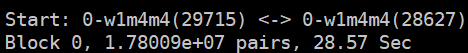 Start: 0-w1m4m4(29715) <-> 0-w1m4m4(28627)
Block 0, 1.78009e+07 pairs, 28.57 Sec